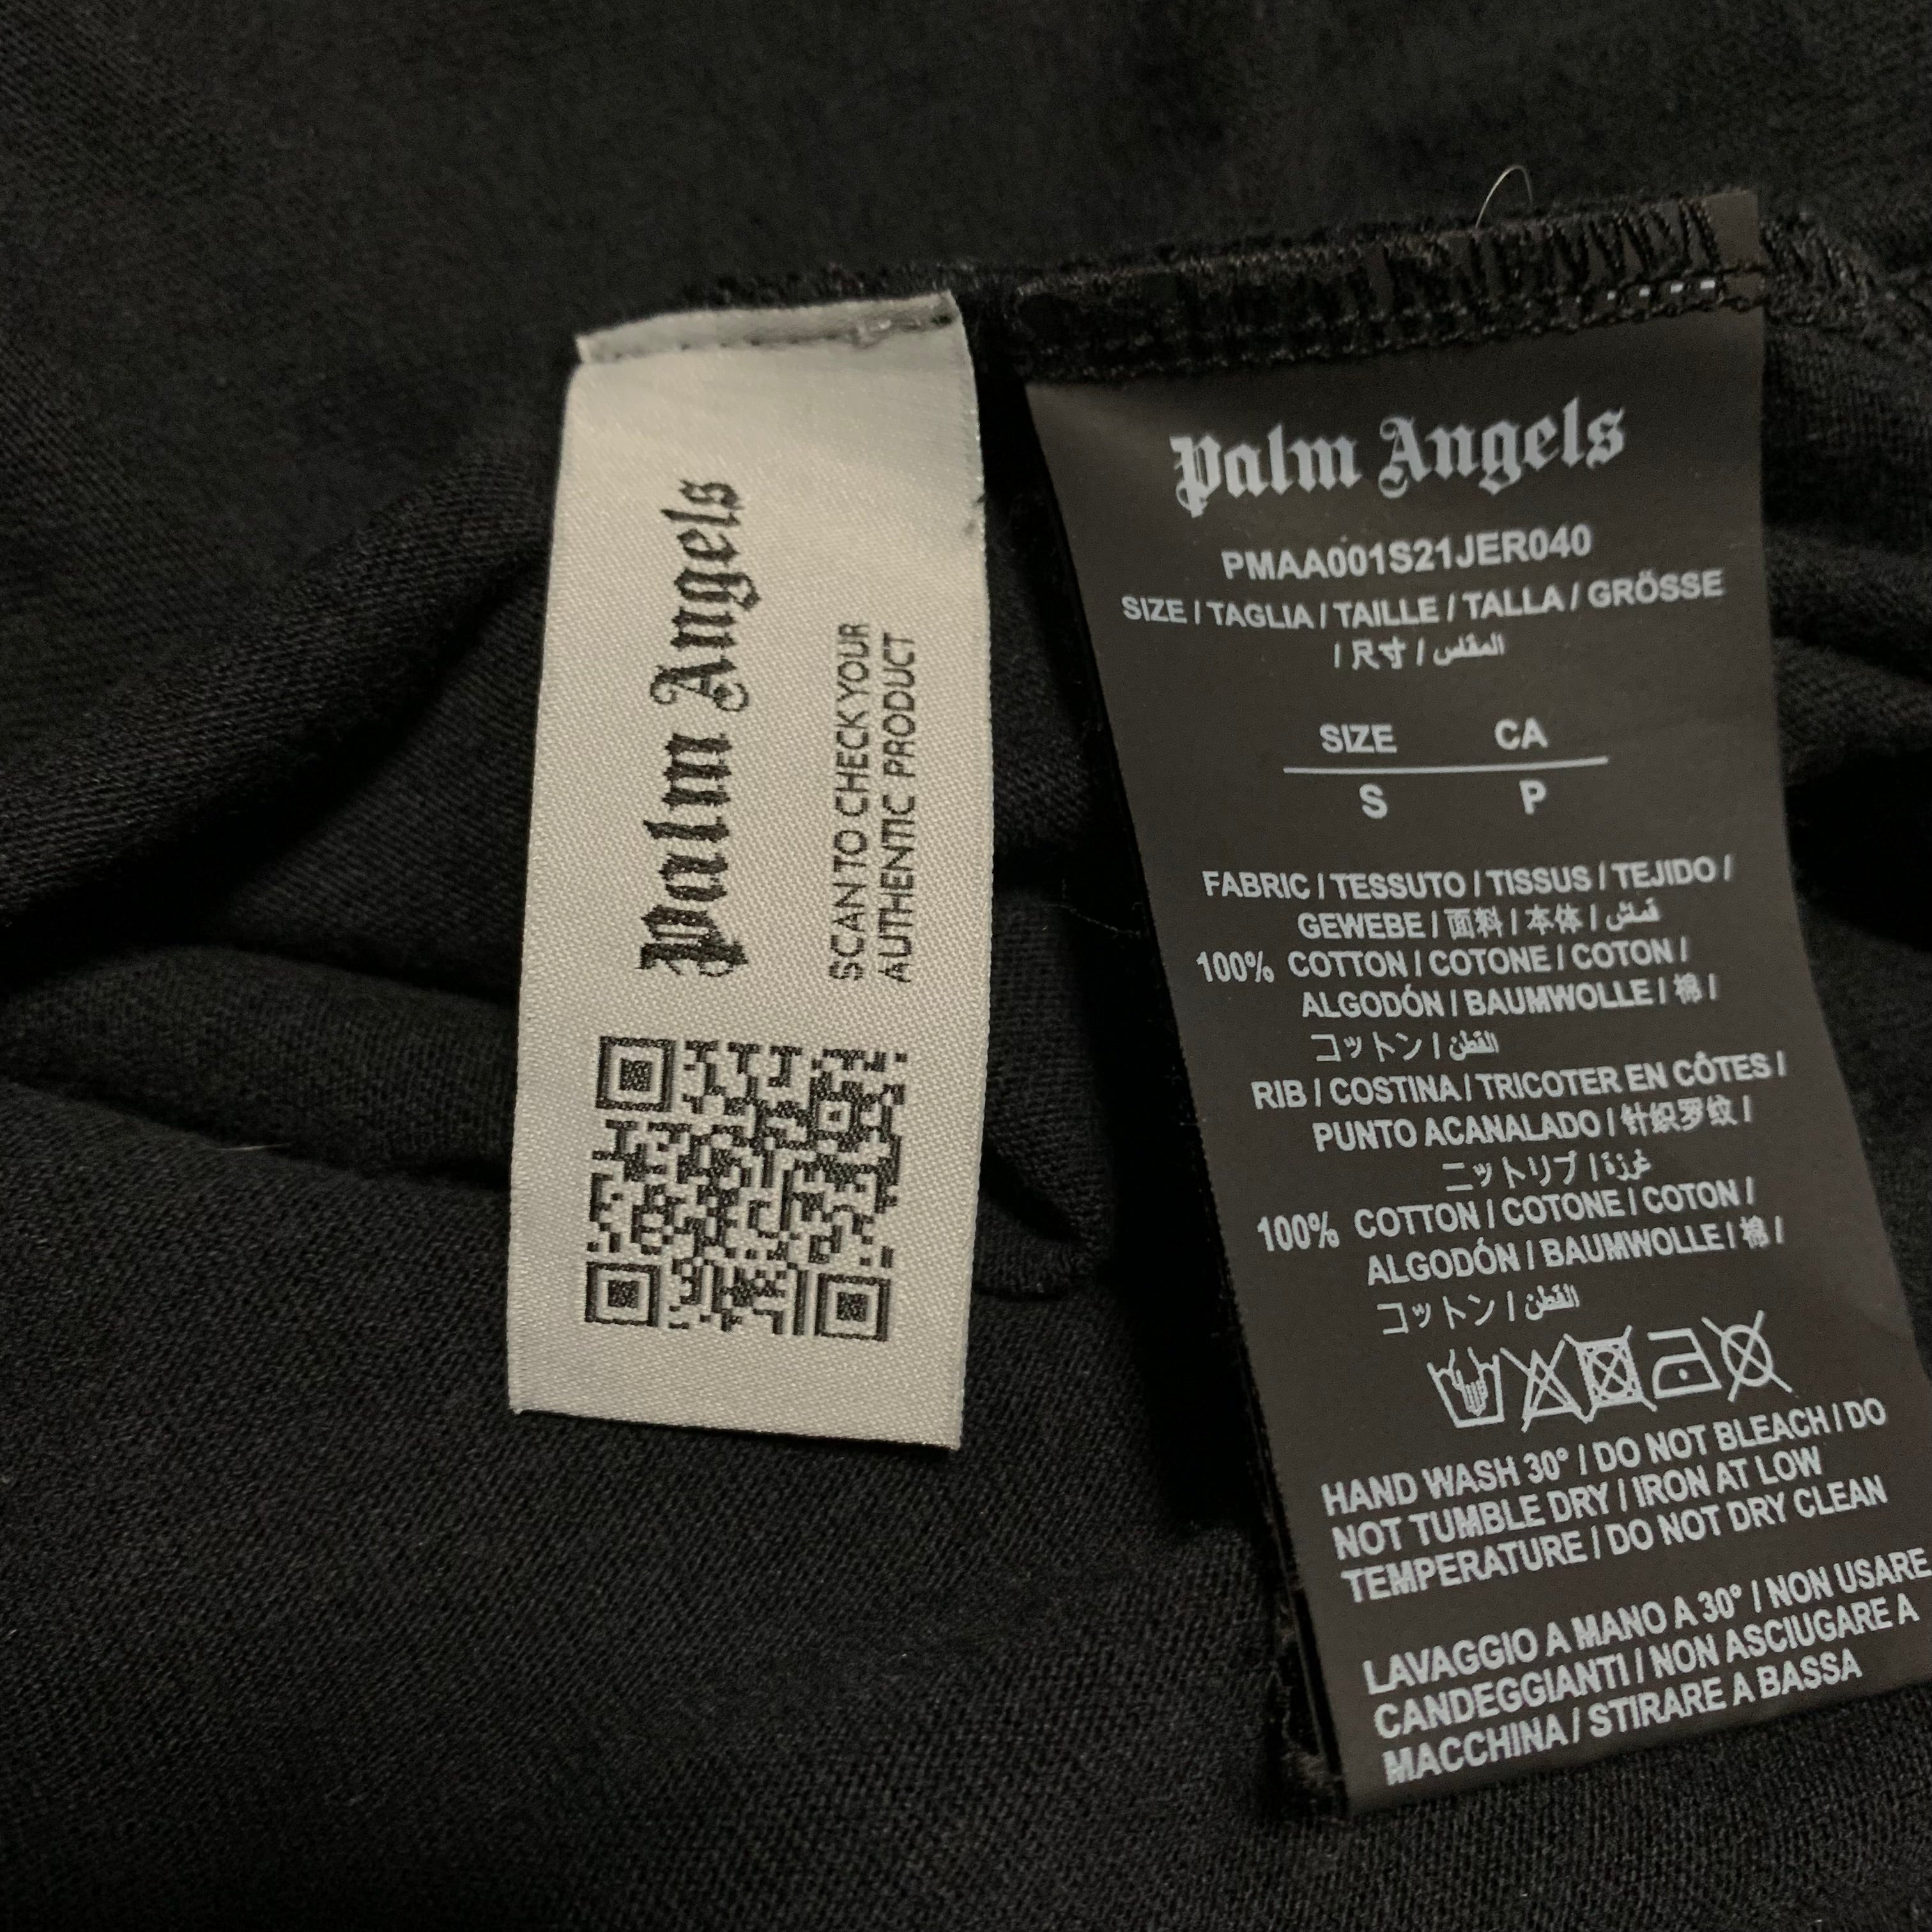 Palm Angels
SCAN TO CHECK YOUR
AUTHENTIC PRODUCT
Palm Angels
PMAA001S21JER040
SIZE / TAGLIA / TAILLE / TALLA / GRÖSSE
/ 尺寸 / المقاس
SIZE CA
S P
FABRIC / TESSUTO / TISSUS / TEJIDO /
GEWEBE / 面料 / 本体 / قماش
100% COTTON / COTONE / COTON /
ALGODÓN / BAUMWOLLE / 棉 /
コットン / القطن
RIB / COSTINA / TRICOTER EN CÔTES /
PUNTO ACANALADO / 针织罗纹 /
ニットリブ / غرزة
100% COTTON / COTONE / COTON /
ALGODÓN / BAUMWOLLE / 棉 /
コットン / القطن
HAND WASH 30° / DO NOT BLEACH / DO
NOT TUMBLE DRY / IRON AT LOW
TEMPERATURE / DO NOT DRY CLEAN
LAVAGGIO A MANO A 30° / NON USARE
CANDEGGIANTI / NON ASCIUGARE A
MACCHINA / STIRARE A BASSA